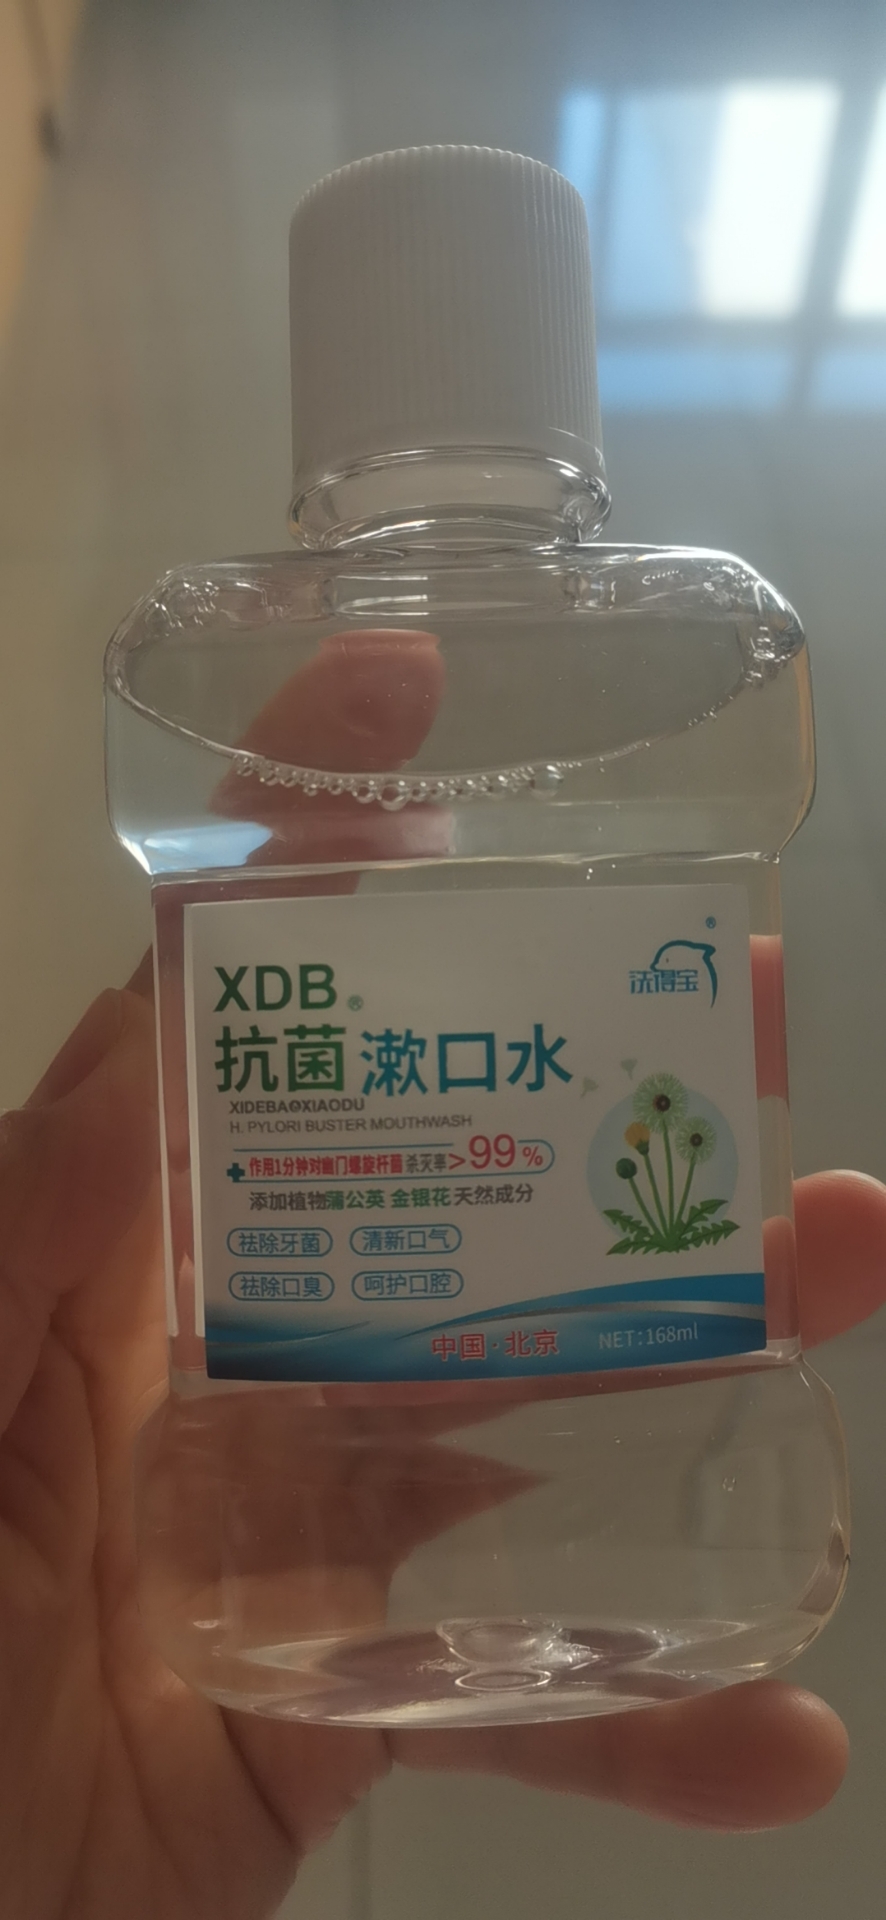 XDB®
洗得宝®
抗菌漱口水
XIDEBAO®XIAODU
H. PYLORI BUSTER MOUTHWASH
作用1分钟对幽门螺旋杆菌杀灭率>99%
添加植物蒲公英 金银花天然成分
祛除牙菌 清新口气
祛除口臭 呵护口腔
中国·北京 NET:168ml